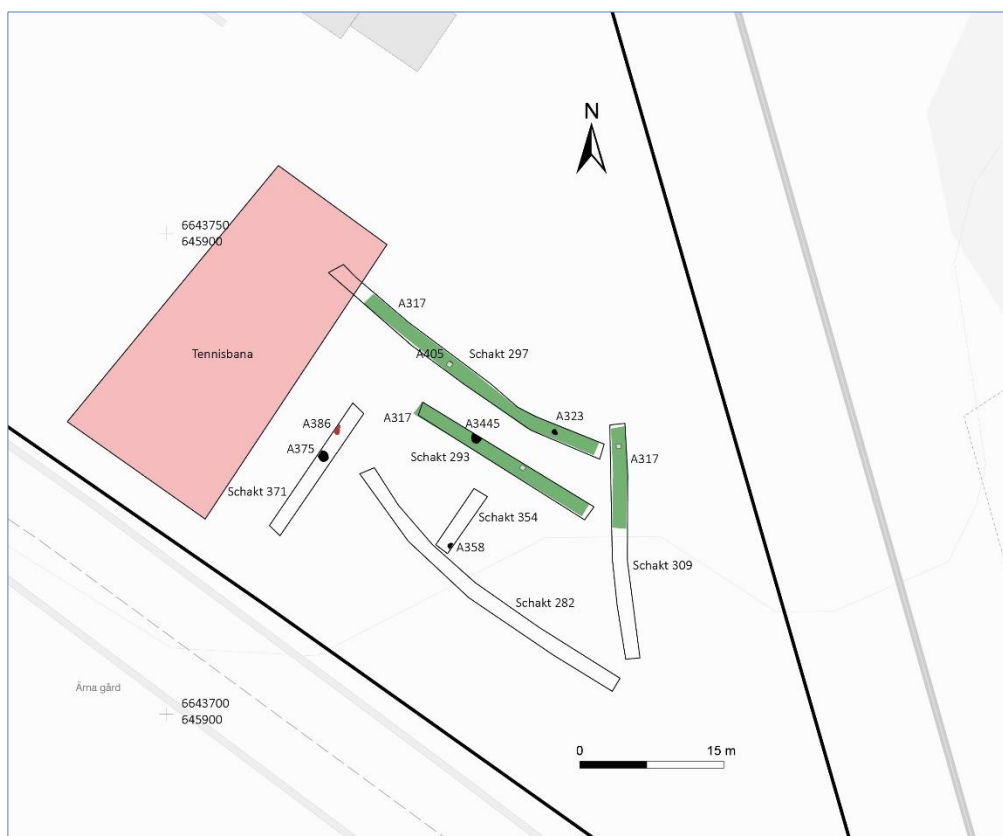 N
6643750
645900
A317
Tennisbana
A405
Schakt 297
A386
A317
A3445
A323
A375
Schakt 293
A317
Schakt 371
Schakt 354
A358
Schakt 309
Schakt 282
Ärna gård
6643700
645900
0
15 m